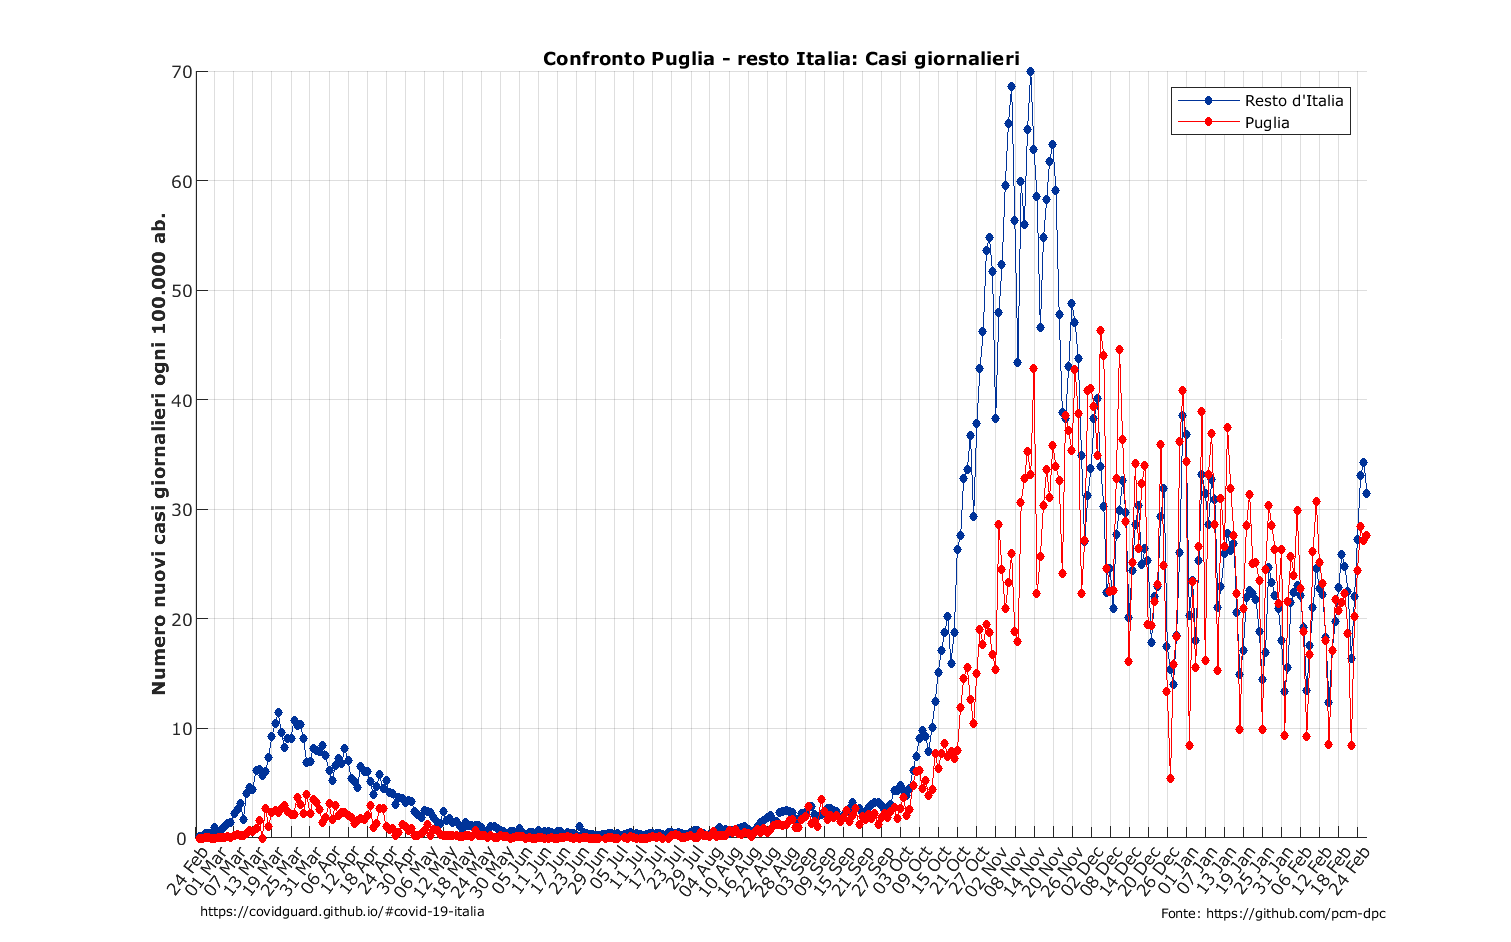 Confronto Puglia - resto Italia: Casi giornalieri
Resto d'Italia
Puglia
Numero nuovi casi giornalieri ogni 100.000 ab.
70
60
50
40
30
20
10
0
24 Feb
01 Mar
07 Mar
13 Mar
19 Mar
25 Mar
31 Mar
06 Apr
12 Apr
18 Apr
24 Apr
30 Apr
06 May
12 May
18 May
24 May
30 May
05 Jun
11 Jun
17 Jun
23 Jun
29 Jun
05 Jul
11 Jul
17 Jul
23 Jul
29 Jul
04 Aug
10 Aug
16 Aug
22 Aug
28 Aug
03 Sep
09 Sep
15 Sep
21 Sep
27 Sep
03 Oct
09 Oct
15 Oct
21 Oct
27 Oct
02 Nov
08 Nov
14 Nov
20 Nov
26 Nov
02 Dec
08 Dec
14 Dec
20 Dec
26 Dec
01 Jan
07 Jan
13 Jan
19 Jan
25 Jan
31 Jan
06 Feb
12 Feb
18 Feb
24 Feb
https://covidguard.github.io/#covid-19-italia
Fonte: https://github.com/pcm-dpc